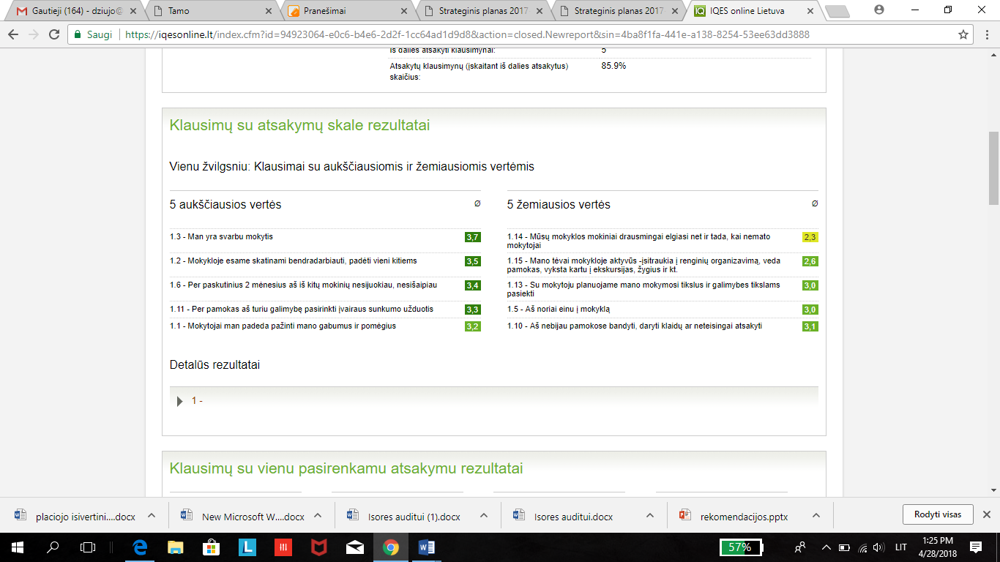 Gautieji (164) - dziujo@
Tamo
Pranešimai
Strateginis planas 2017
Strateginis planas 2017
IQES online Lietuva
Saugi
https://iqesonline.lt/index.cfm?id=94923064-e0c6-b4e6-2d2f-1cc64ad1d9d8&action=closed.Newreport&sin=4ba8f1fa-441e-a138-8254-53ee63dd3888
Iš dalies atsakyti klausimynai: 5
Atsakytų klausimynų (įskaitant iš dalies atsakytus) 85.9%
skaičius:
Klausimų su atsakymų skale rezultatai
Vienu žvilgsniu: Klausimai su aukščiausiomis ir žemiausiomis vertėmis
5 aukščiausios vertės Ø
1.3 - Man yra svarbu mokytis 3,7
1.2 - Mokykloje esame skatinami bendradarbiauti, padėti vieni kitiems 3,5
1.6 - Per paskutinius 2 mėnesius aš iš kitų mokinių nesijuokiau, nesišaipiau 3,4
1.11 - Per pamokas aš turiu galimybę pasirinkti įvairaus sunkumo užduotis 3,3
1.1 - Mokytojai man padeda pažinti mano gabumus ir pomėgius 3,2
5 žemiausios vertės Ø
1.14 - Mūsų mokyklos mokiniai drausmingai elgiasi net ir tada, kai nemato 2,3
mokytojai
1.15 - Mano tėvai mokykloje aktyvūs -įsitraukia į renginių organizavimą, veda 2,6
pamokas, vyksta kartu į ekskursijas, žygius ir kt.
1.13 - Su mokytoju planuojame mano mokymosi tikslus ir galimybes tikslams 3,0
pasiekti
1.5 - Aš noriai einu į mokyklą 3,0
1.10 - Aš nebijau pamokose bandyti, daryti klaidų ar neteisingai atsakyti 3,1
Detalūs rezultatai
1 -
Klausimų su vienu pasirenkamu atsakymu rezultatai
placiojo isivertini....docx
New Microsoft W....docx
Isores auditui (1).docx
Isores auditui.docx
rekomendacijos.pptx
Rodyti visas
57%
LIT
1:25 PM
4/28/2018